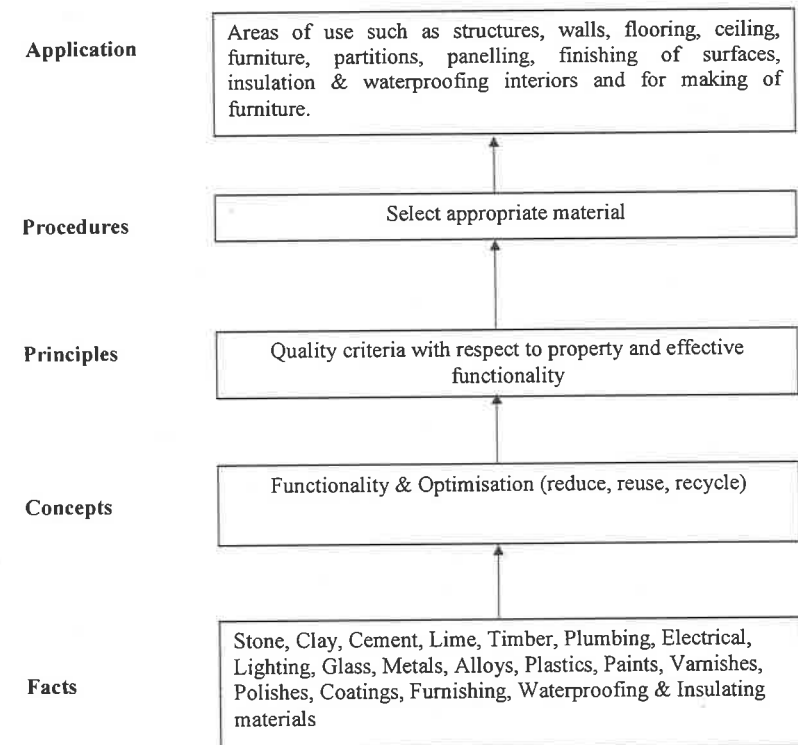 Application
Areas of use such as structures, walls, flooring, ceiling,
furniture, partitions, panelling, finishing of surfaces,
insulation & waterproofing interiors and for making of
furniture.
Procedures
Select appropriate material
Principles
Quality criteria with respect to property and effective
functionality
Concepts
Functionality & Optimisation (reduce, reuse, recycle)
Facts
Stone, Clay, Cement, Lime, Timber, Plumbing, Electrical,
Lighting, Glass, Metals, Alloys, Plastics, Paints, Varnishes,
Polishes, Coatings, Furnishing, Waterproofing & Insulating
materials